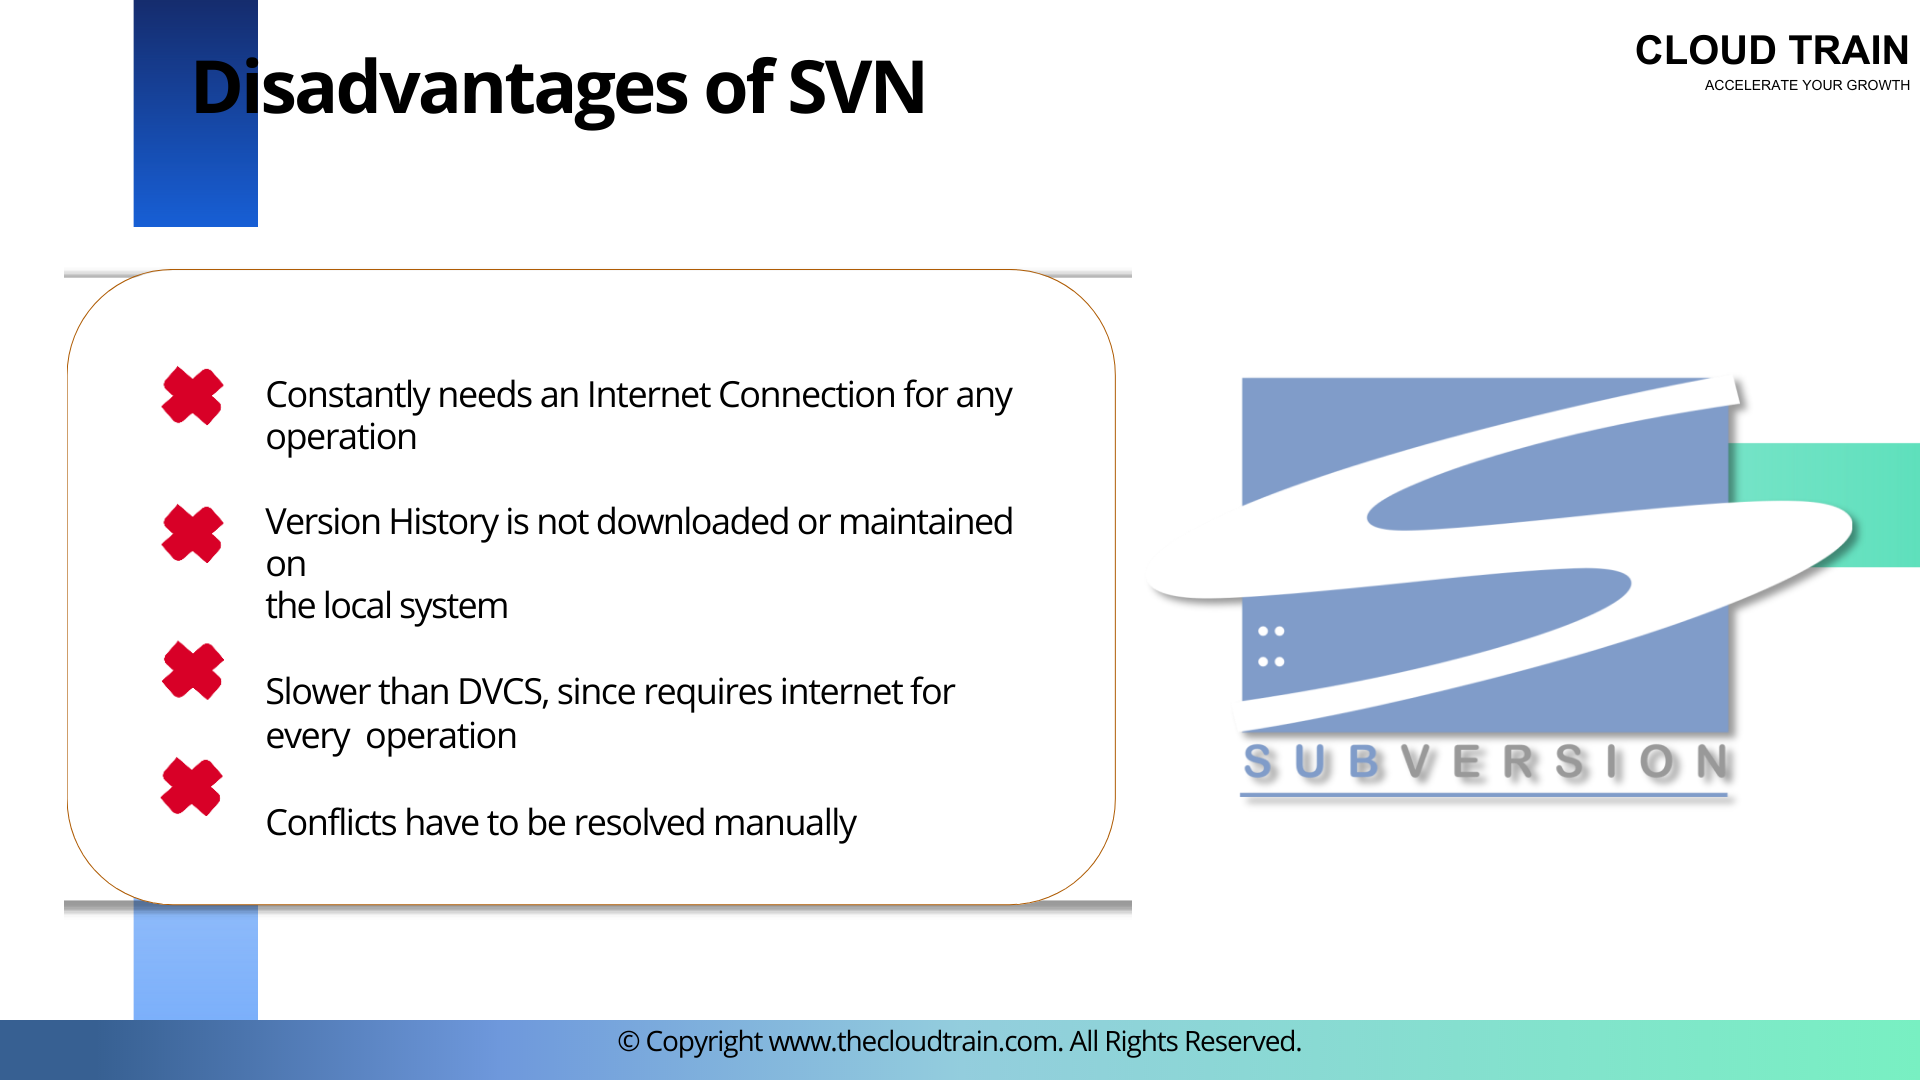 Disadvantages of SVN
CLOUD TRAIN
ACCELERATE YOUR GROWTH
Constantly needs an Internet Connection for any
operation
Version History is not downloaded or maintained
on
the local system
Slower than DVCS, since requires internet for
every operation
Conflicts have to be resolved manually
SUBVERSION
© Copyright www.thecloudtrain.com. All Rights Reserved.